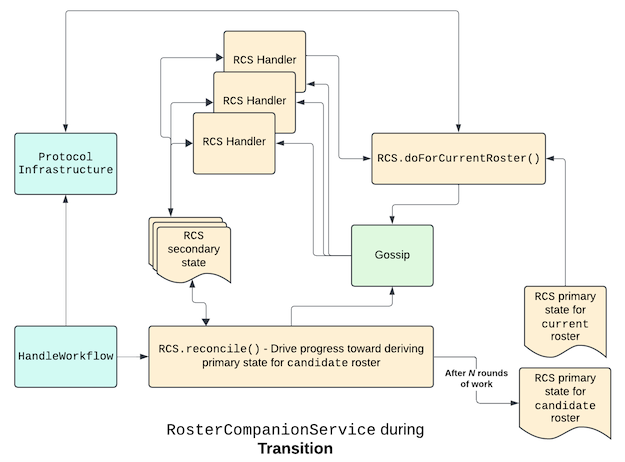 RCS Handler
RCS Handler
RCS Handler
Protocol
Infrastructure
RCS.doForCurrentRoster()
RCS
secondary
state
Gossip
RCS primary
state for
current
roster
HandleWorkflow
RCS.reconcile() - Drive progress toward deriving
primary state for candidate roster
After N rounds
of work
RCS primary
state for
candidate
roster
RosterCompanionService during
Transition